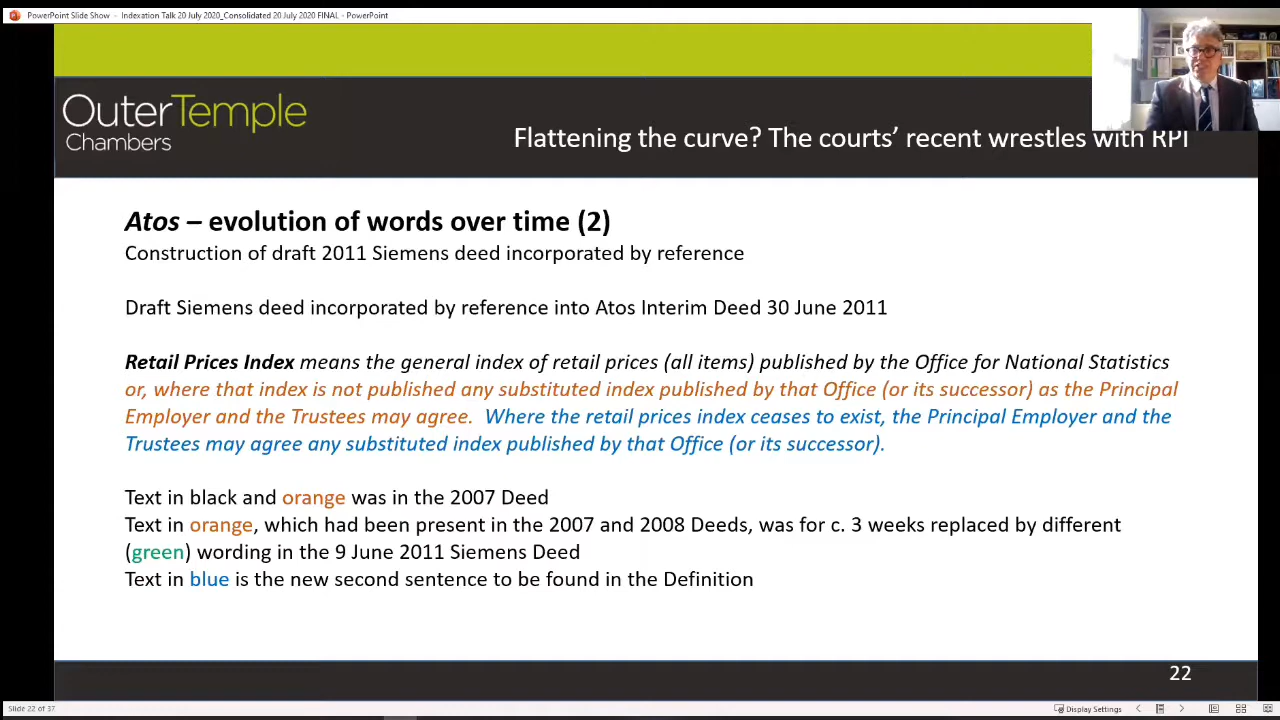 PowerPoint Slide Show - Indexation Talk 20 July 2020_Consolidated 20 July 2020 FINAL - PowerPoint
OuterTemple
Chambers
Flattening the curve? The courts' recent wrestles with RPI
Atos – evolution of words over time (2)
Construction of draft 2011 Siemens deed incorporated by reference
Draft Siemens deed incorporated by reference into Atos Interim Deed 30 June 2011
Retail Prices Index means the general index of retail prices (all items) published by the Office for National Statistics
or, where that index is not published any substituted index published by that Office (or its successor) as the Principal
Employer and the Trustees may agree. Where the retail prices index ceases to exist, the Principal Employer and the
Trustees may agree any substituted index published by that Office (or its successor).
Text in black and orange was in the 2007 Deed
Text in orange, which had been present in the 2007 and 2008 Deeds, was for c. 3 weeks replaced by different
(green) wording in the 9 June 2011 Siemens Deed
Text in blue is the new second sentence to be found in the Definition
22
Slide 22 of 37
Display Settings